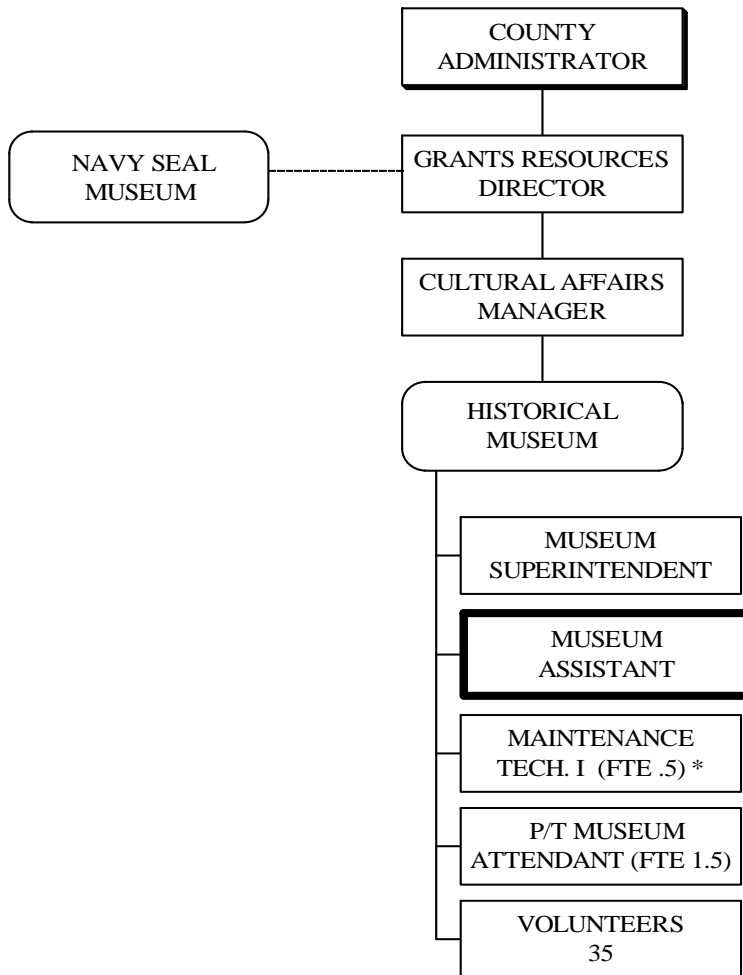 COUNTY
ADMINISTRATOR
NAVY SEAL
MUSEUM
GRANTS RESOURCES
DIRECTOR
CULTURAL AFFAIRS
MANAGER
HISTORICAL
MUSEUM
MUSEUM
SUPERINTENDENT
MUSEUM
ASSISTANT
MAINTENANCE
TECH. I (FTE .5) *
P/T MUSEUM
ATTENDANT (FTE 1.5)
VOLUNTEERS
35